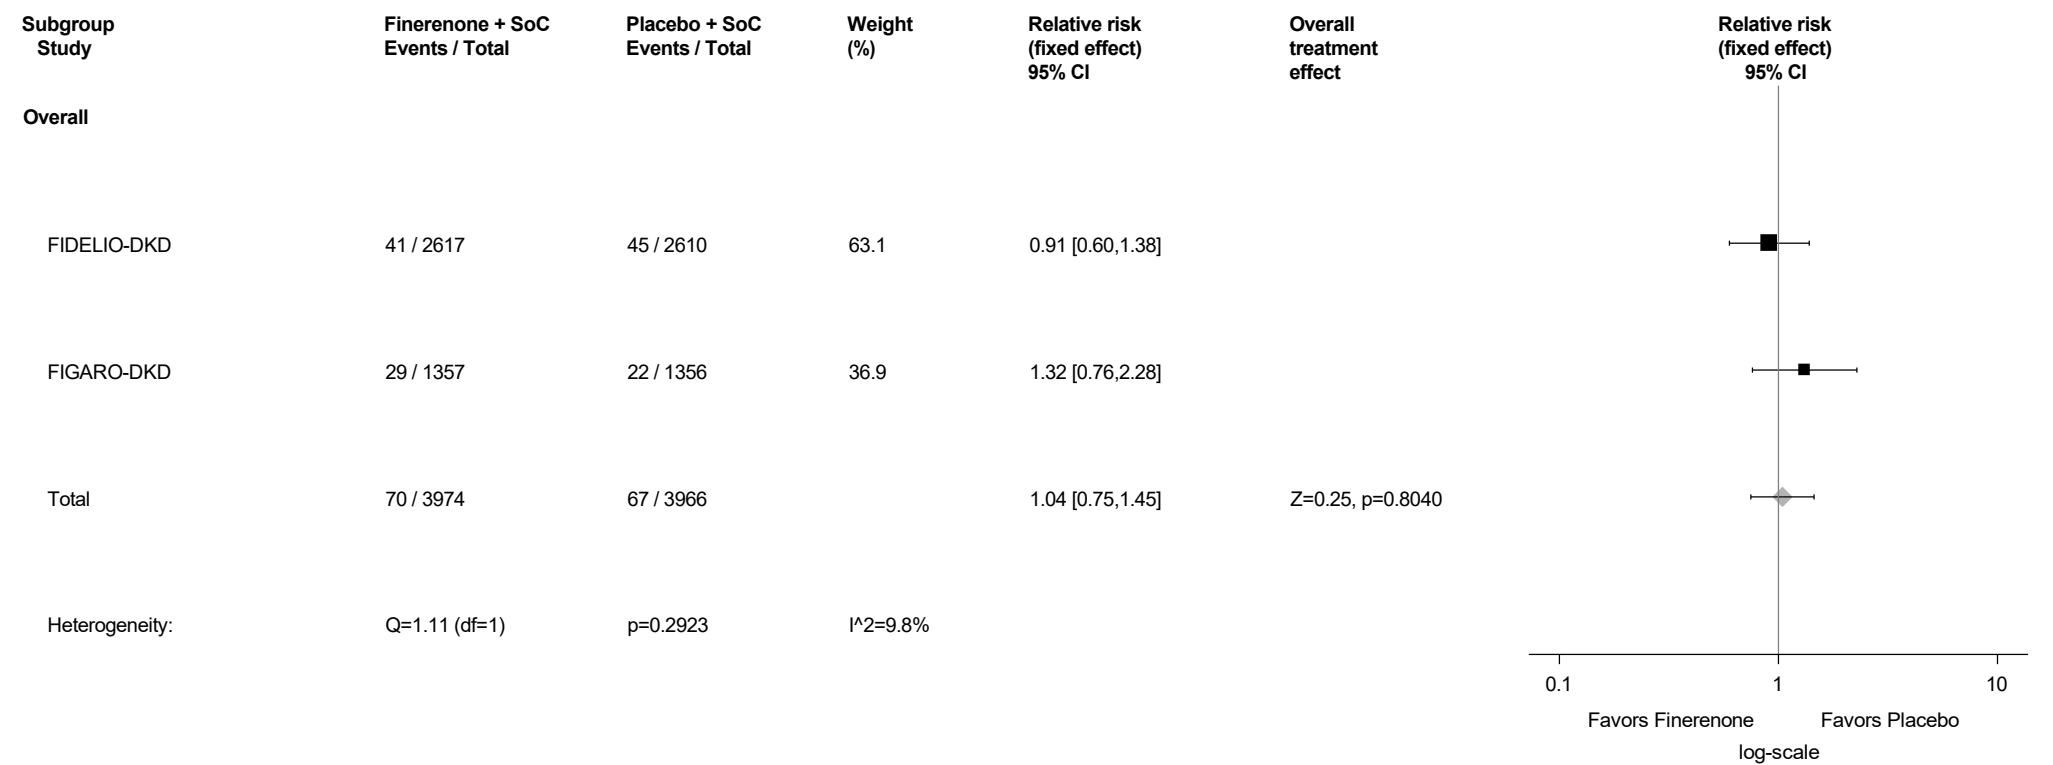 Subgroup Finerenone + SoC Placebo + SoC Weight Relative risk Overall Relative risk
Study Events / Total Events / Total (%) (fixed effect) treatment (fixed effect)
95% CI effect 95% CI
Overall
FIDELIO-DKD 41 / 2617 45 / 2610 63.1 0.91 [0.60,1.38]
FIGARO-DKD 29 / 1357 22 / 1356 36.9 1.32 [0.76,2.28]
Total 70 / 3974 67 / 3966 1.04 [0.75,1.45] Z=0.25, p=0.8040
Heterogeneity: Q=1.11 (df=1) p=0.2923 I^2=9.8%
0.1 1 10
Favors Finerenone Favors Placebo
log-scale